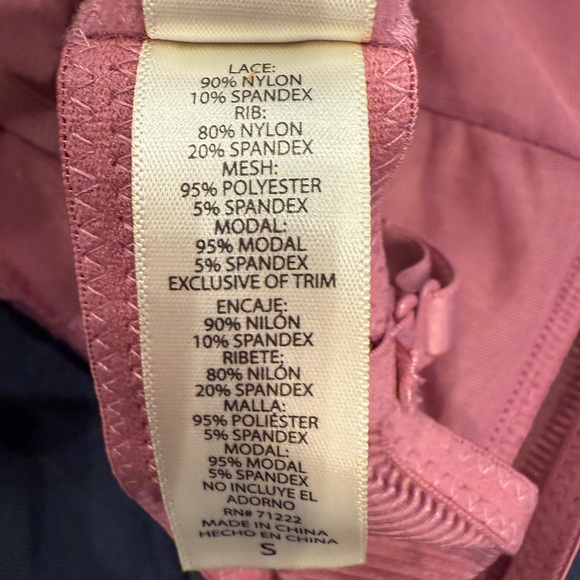 LACE:
90% NYLON
10% SPANDEX
RIB:
80% NYLON
20% SPANDEX
MESH:
95% POLYESTER
5% SPANDEX
MODAL:
95% MODAL
5% SPANDEX
EXCLUSIVE OF TRIM
ENCAJE:
90% NILÓN
10% SPANDEX
RIBETE:
80% NILÓN
20% SPANDEX
MALLA:
95% POLIÉSTER
5% SPANDEX
MODAL:
95% MODAL
5% SPANDEX
NO INCLUYE EL
ADORNO
RN# 71222
MADE IN CHINA
HECHO EN CHINA
S